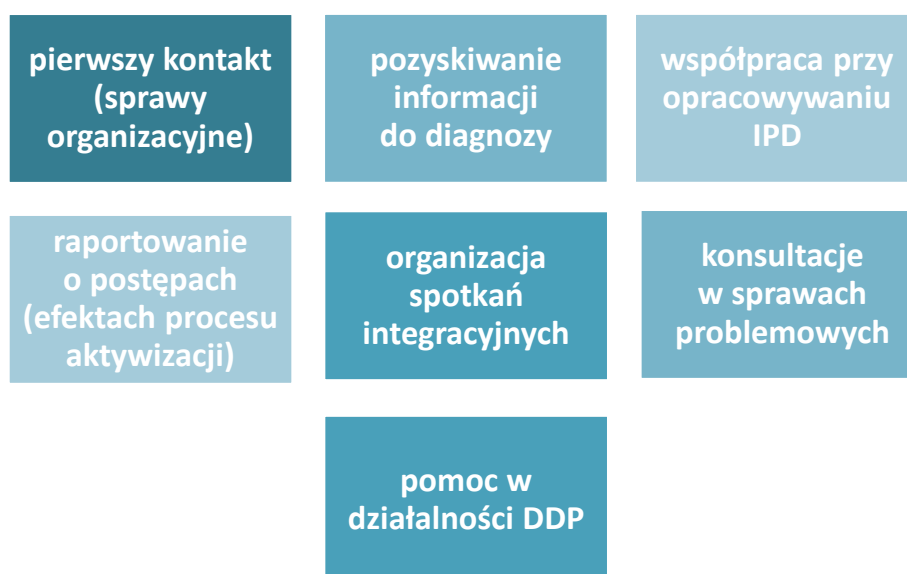 pierwszy kontakt
(sprawy
organizacyjne)
pozyskiwanie
informacji
do diagnozy
współpraca przy
opracowywaniu
IPD
raportowanie
o postępach
(efektach procesu
aktywizacji)
organizacja
spotkań
integracyjnych
konsultacje
w sprawach
problemowych
pomoc w
działalności DDP